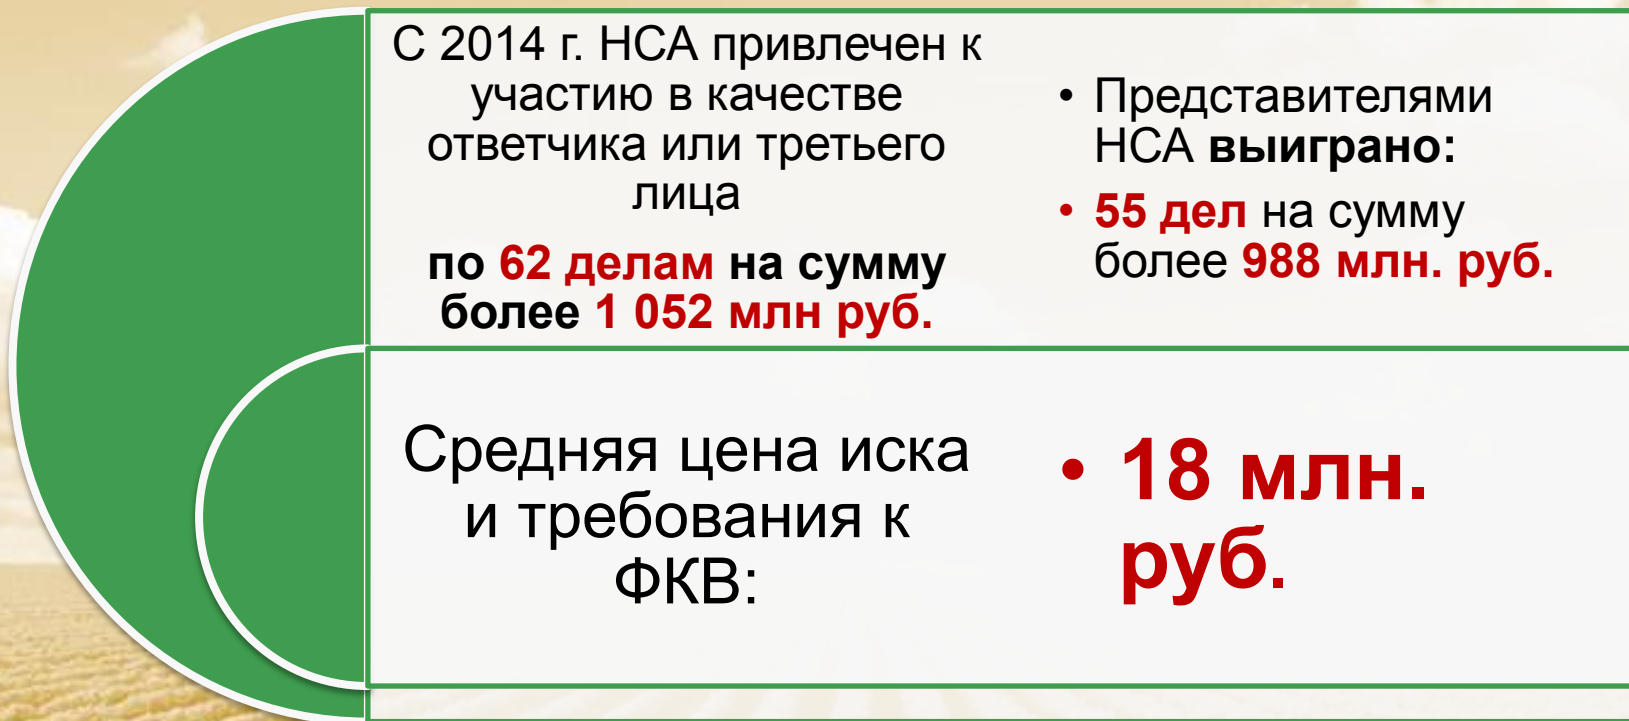 С 2014 г. НСА привлечен к
участию в качестве
ответчика или третьего
лица
по 62 делам на сумму
более 1 052 млн руб.
• Представителями
НСА выиграно:
• 55 дел на сумму
более 988 млн. руб.
Средняя цена иска
и требования к
ФКВ:
• 18 млн.
руб.